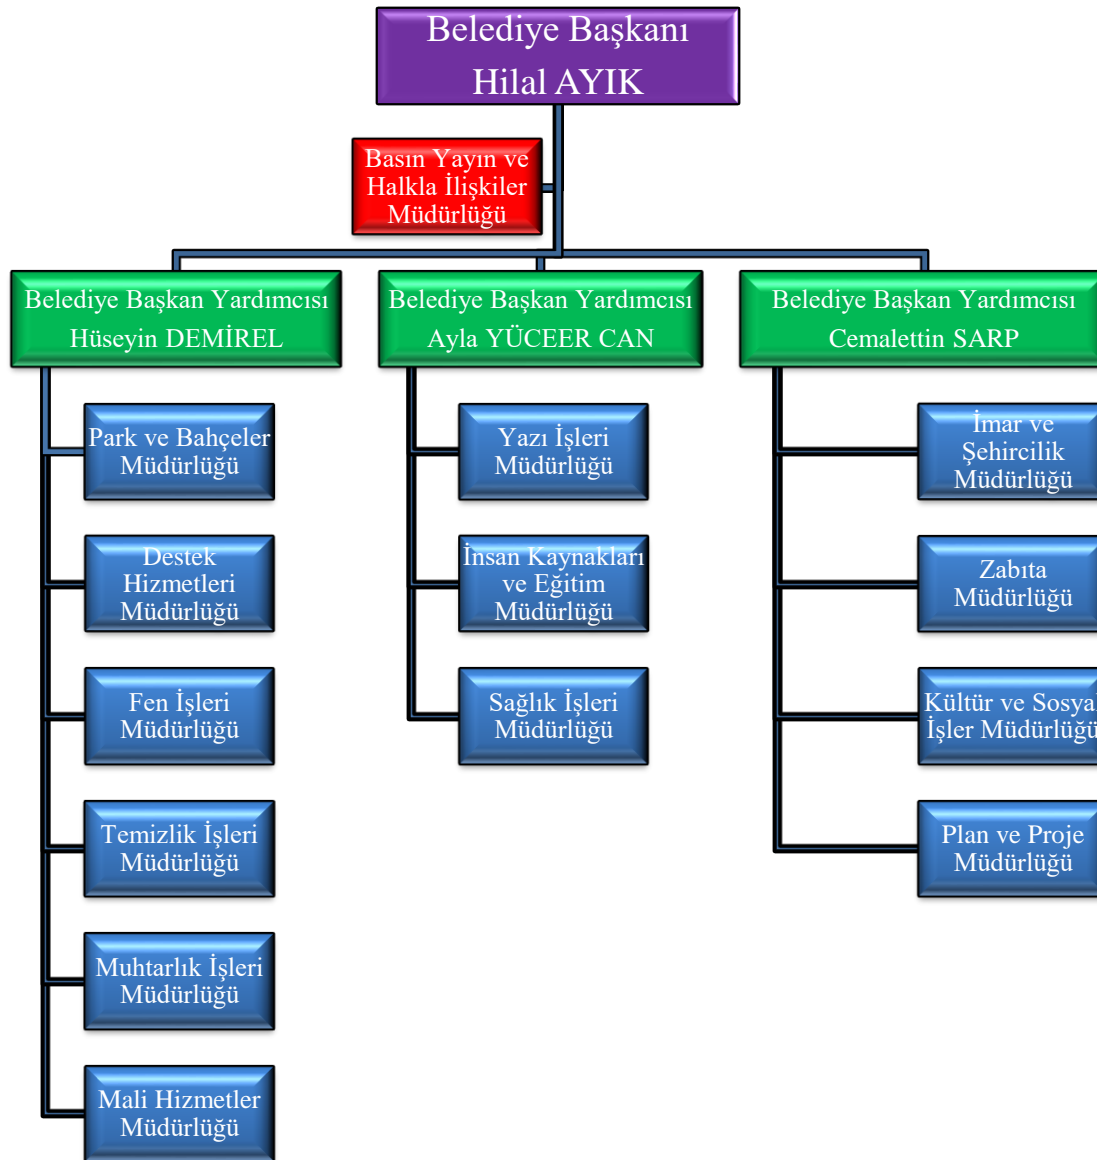 Belediye Başkanı
Hilal AYIK
Basın Yayın ve
Halkla İlişkiler
Müdürlüğü
Belediye Başkan Yardımcısı
Hüseyin DEMİREL
Park ve Bahçeler
Müdürlüğü
Destek
Hizmetleri
Müdürlüğü
Fen İşleri
Müdürlüğü
Temizlik İşleri
Müdürlüğü
Muhtarlık İşleri
Müdürlüğü
Mali Hizmetler
Müdürlüğü
Belediye Başkan Yardımcısı
Ayla YÜCEER CAN
Yazı İşleri
Müdürlüğü
İnsan Kaynakları
ve Eğitim
Müdürlüğü
Sağlık İşleri
Müdürlüğü
Belediye Başkan Yardımcısı
Cemalettin SARP
İmar ve
Şehircilik
Müdürlüğü
Zabıta
Müdürlüğü
Kültür ve Sosyal
İşler Müdürlüğü
Plan ve Proje
Müdürlüğü